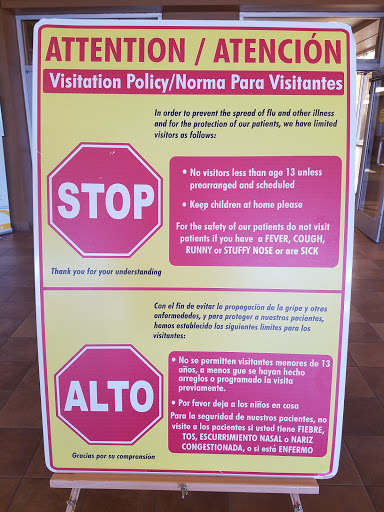 ATTENTION / ATENCIÓN
Visitation Policy/Norma Para Visitantes
In order to prevent the spread of flu and other illness
and for the protection of our patients, we have limited
visitors as follows:
STOP
• No visitors less than age 13 unless
prearranged and scheduled
• Keep children at home please
For the safety of our patients do not visit
patients if you have a FEVER, COUGH,
RUNNY or STUFFY NOSE or are SICK
Thank you for your understanding
Con el fin de evitar le propagación de la gripe y otras
enfermedades, y para proteger a nuestros pacientes,
hamos establecido los siguientes limites para los
visitantes:
ALTO
• No se permitten visitantes menores de 13
años, a menos gue se hayan hecho
arreglos o programado la visita
previamente.
• Por favor deja a los niños en casa
Para la seguridad de nuestros pacientes, no
visite a los pacientes si usted tiene FIEBRE,
TOS, ESCURRIMIENTO NASAL o NARIZ
CONGESTIONADA, o si está ENFERMO
Gracias por su comprensión